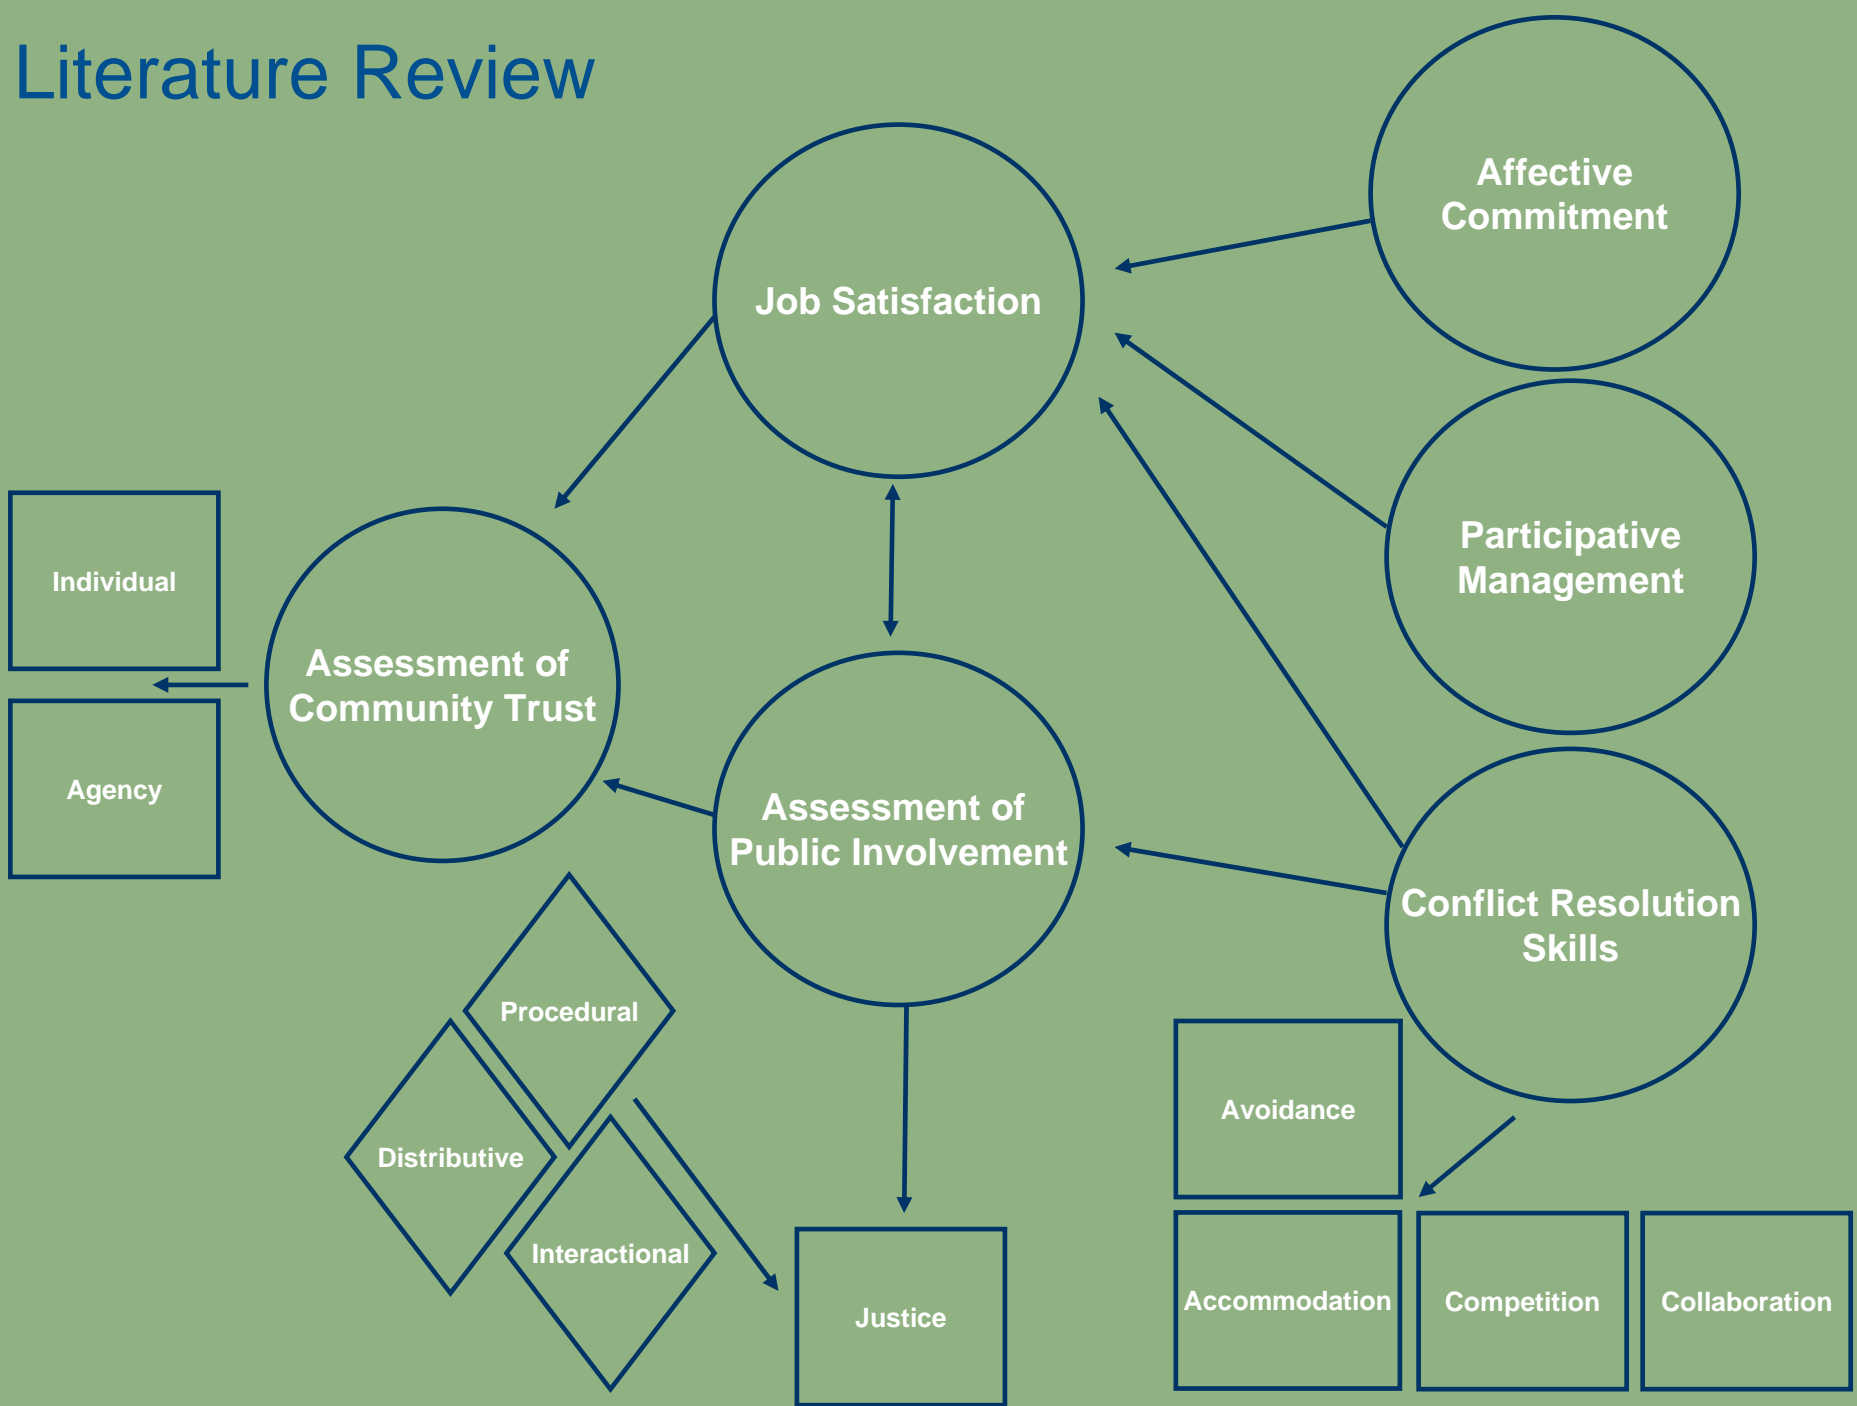 Literature Review
Affective
Commitment
Job Satisfaction
Participative
Management
Individual
Assessment of
Community Trust
Agency
Assessment of
Public Involvement
Conflict Resolution
Skills
Procedural
Distributive
Interactional
Justice
Avoidance
Accommodation
Competition
Collaboration